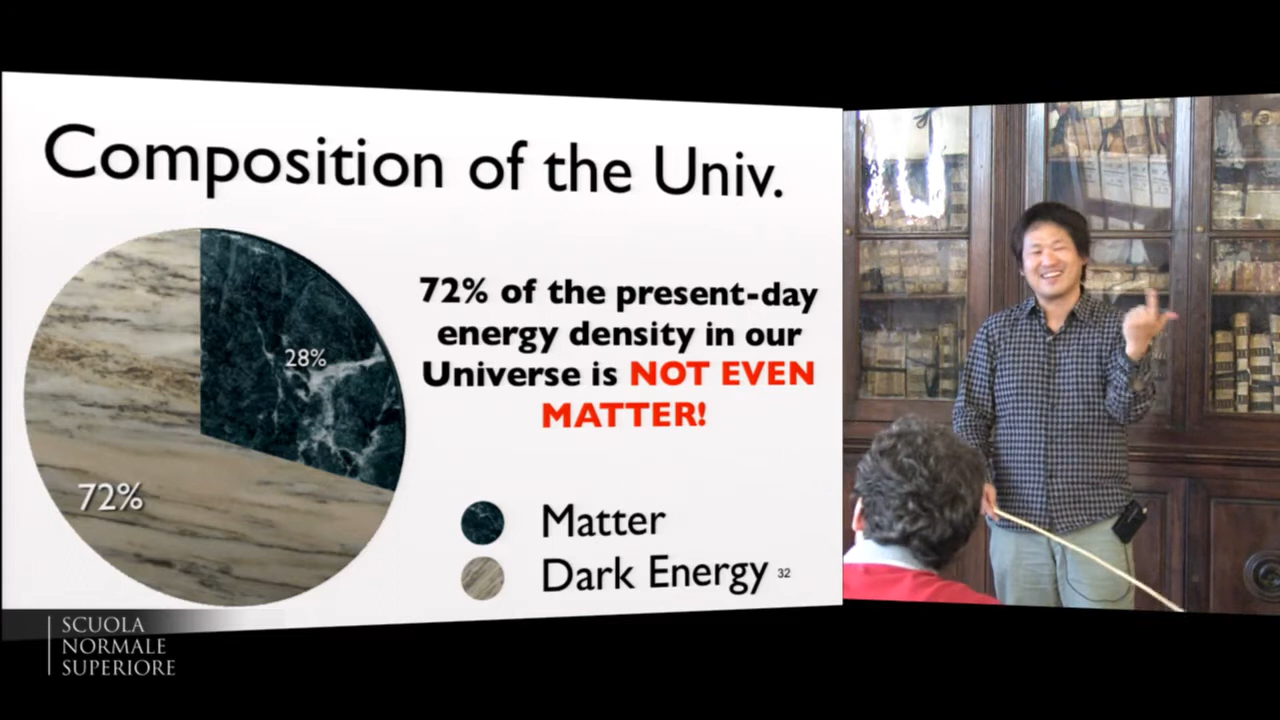 Composition of the Univ.
72% of the present-day
energy density in our
Universe is NOT EVEN
MATTER!
28%
72%
Matter
Dark Energy 32
SCUOLA
NORMALE
SUPERIORE